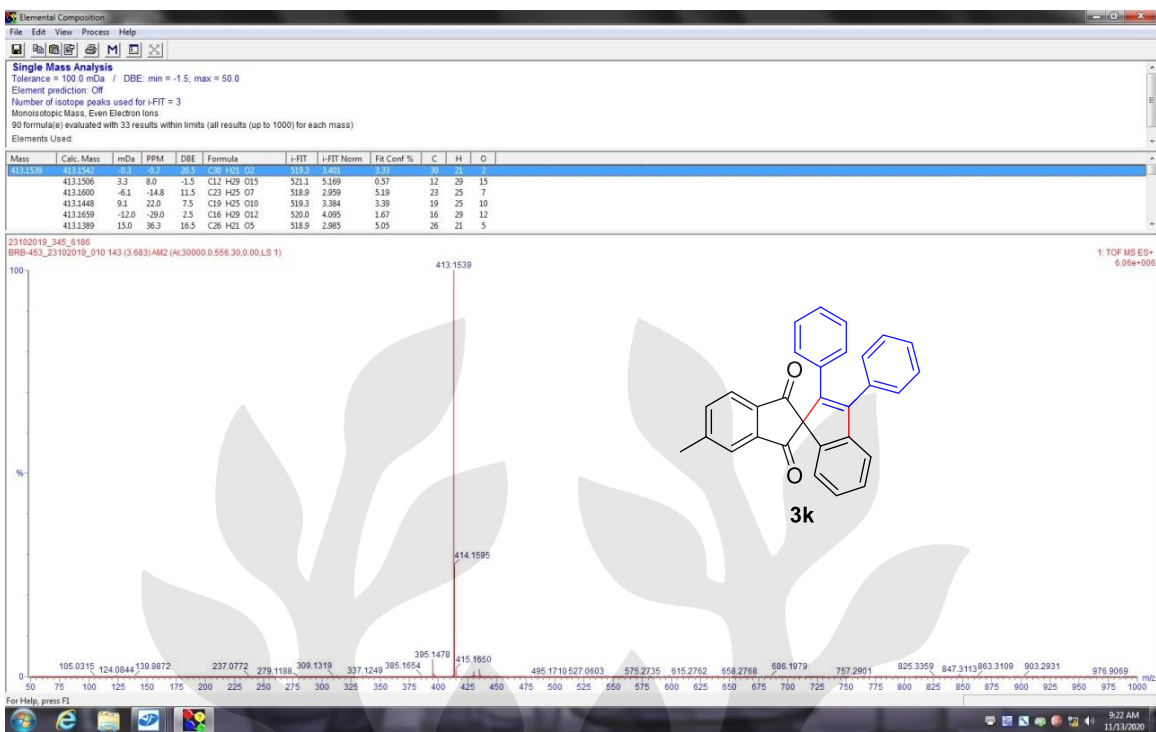 Elemental Composition
File Edit View Process Help
Single Mass Analysis
Tolerance = 100.0 mDa / DBE: min = -1.5, max = 50.0
Element prediction: Off
Number of isotope peaks used for i-FIT = 3
Monoisotopic Mass, Even Electron Ions
90 formula(e) evaluated with 33 results within limits (all results (up to 1000) for each mass)
Elements Used:
Mass Calc. Mass mDa PPM DBE Formula i-FIT i-FIT Norm Fit Conf % C H O
413.1539 413.1542 -0.3 -0.7 20.5 C30 H21 O2 519.3 3.401 3.33 30 21 2
413.1506 3.3 8.0 -1.5 C12 H29 O15 521.1 5.169 0.57 12 29 15
413.1600 -6.1 -14.8 11.5 C23 H25 O7 518.9 2.959 5.19 23 25 7
413.1448 9.1 22.0 7.5 C19 H25 O10 519.3 3.384 3.39 19 25 10
413.1659 -12.0 -29.0 2.5 C16 H29 O12 520.0 4.095 1.67 16 29 12
413.1389 15.0 36.3 16.5 C26 H21 O5 518.9 2.985 5.05 26 21 5
23102019_345_6186
BRB-453_23102019_010 143 (3.683) AM2 (Ar,30000.0,556.30,0.00,LS 1)
1: TOF MS ES+
6.06e+006
100
413.1539
O
O
3k
%
414.1595
395.1478
415.1650
105.0315 124.0844 139.9872 237.0772 279.1188 309.1319 337.1249 385.1654 495.1710 527.0603 575.2735 615.2762 658.2768 686.1979 757.2901 825.3359 847.3113 863.3109 903.2931 976.9069
0
m/z
50 75 100 125 150 175 200 225 250 275 300 325 350 375 400 425 450 475 500 525 550 575 600 625 650 675 700 725 750 775 800 825 850 875 900 925 950 975 1000
For Help, press F1
9:22 AM
11/13/2020